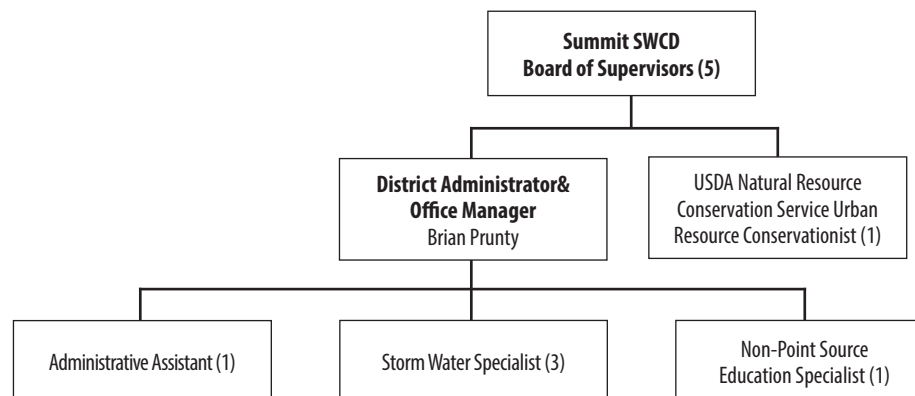 Summit SWCD
Board of Supervisors (5)
District Administrator&
Office Manager
Brian Prunty
USDA Natural Resource
Conservation Service Urban
Resource Conservationist (1)
Administrative Assistant (1)
Storm Water Specialist (3)
Non-Point Source
Education Specialist (1)